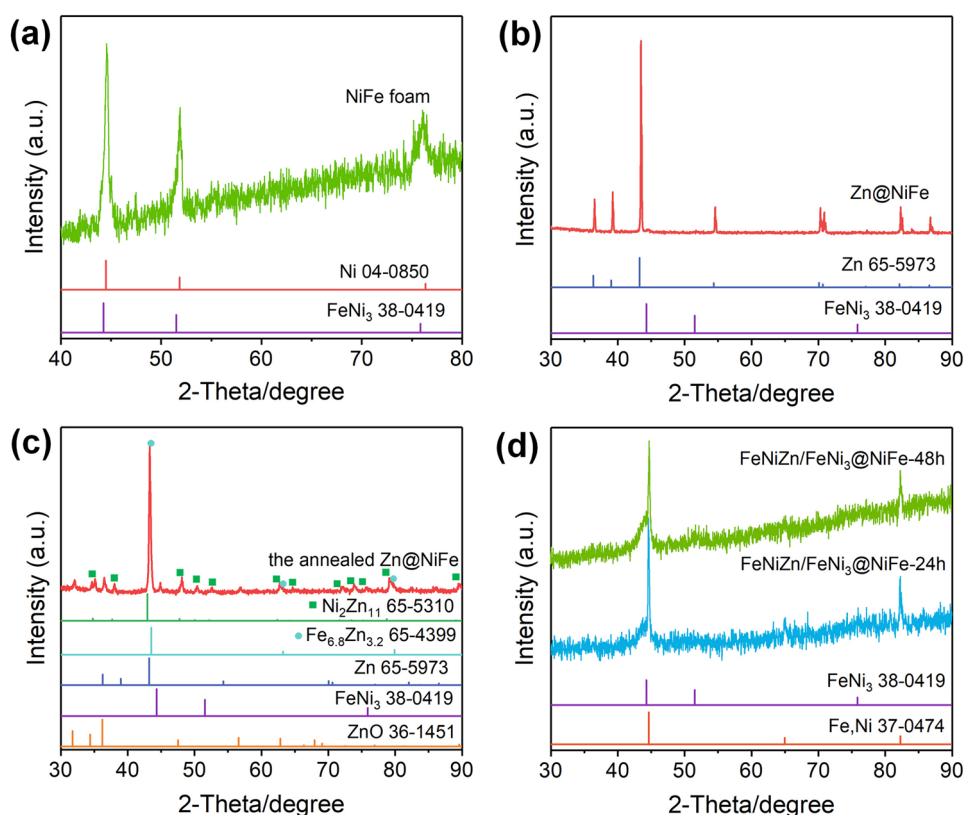 (a)
Intensity (a.u.)
NiFe foam
Ni 04-0850
FeNi₃ 38-0419
40 50 60 70 80
2-Theta/degree
(b)
Intensity (a.u.)
Zn@NiFe
Zn 65-5973
FeNi₃ 38-0419
30 40 50 60 70 80 90
2-Theta/degree
(c)
Intensity (a.u.)
the annealed Zn@NiFe
Ni₂Zn₁₁ 65-5310
Fe₆.₈Zn₃.₂ 65-4399
Zn 65-5973
FeNi₃ 38-0419
ZnO 36-1451
30 40 50 60 70 80 90
2-Theta/degree
(d)
Intensity (a.u.)
FeNiZn/FeNi₃@NiFe-48h
FeNiZn/FeNi₃@NiFe-24h
FeNi₃ 38-0419
Fe,Ni 37-0474
30 40 50 60 70 80 90
2-Theta/degree